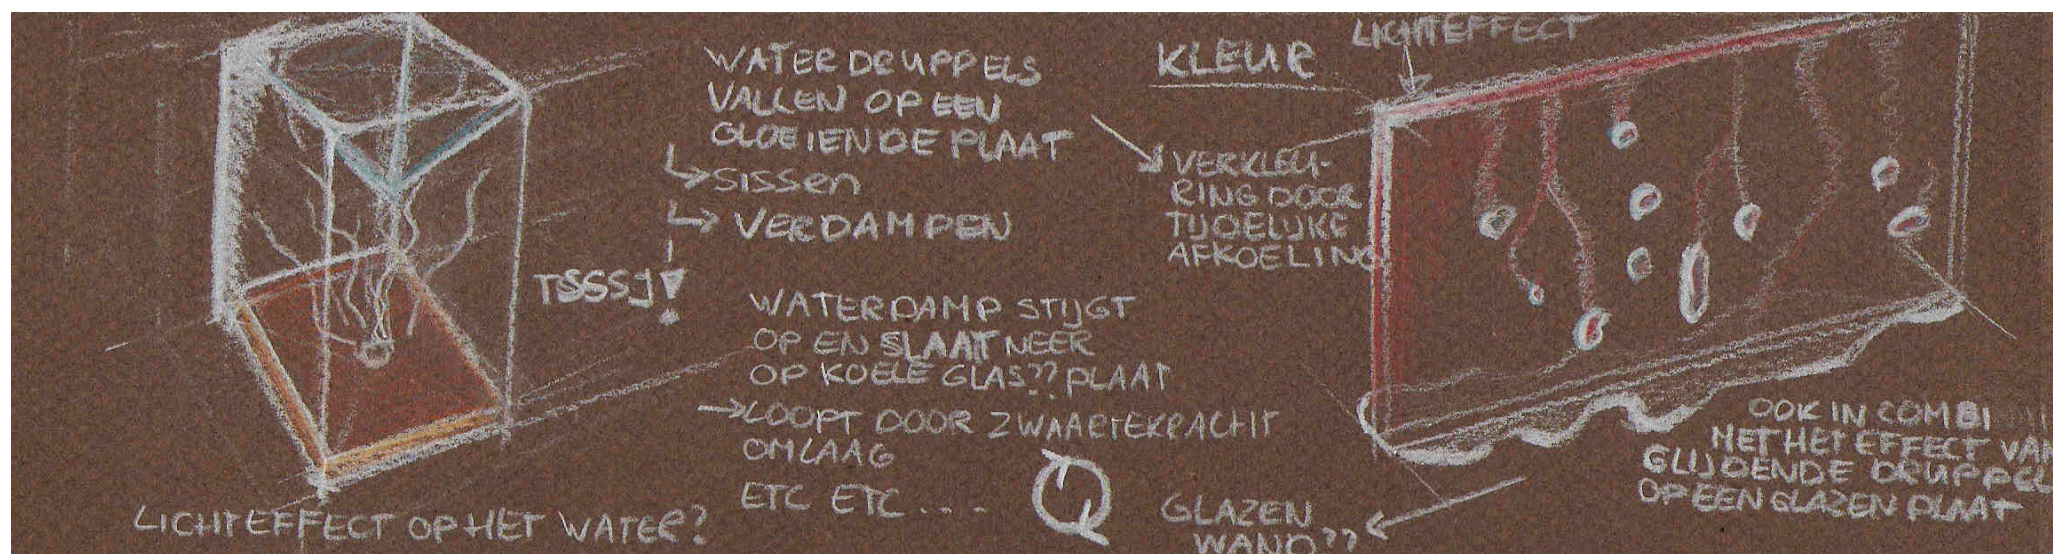 WATERDRUPPELS
VALLEN OP EEN
GLOEIENDE PLAAT
SISSEN
VERDAMPEN
TSSSJ
WATERDAMP STIJGT
OP EN SLAAT NEER
OP KOELE GLAS?? PLAAT
LOOPT DOOR ZWAARTEKRACHT
OMLAAG
ETC ETC....
LICHTEFFECT OP HET WATER?
Q
KLEUR
LICHTEFFECT
VERKLEU-
RING DOOR
TIJDELIJKE
AFKOELING
GLAZEN
WAND??
OOK IN COMBI
MET HET EFFECT VAN
GLIJDENDE DRUPPEL
OP EEN GLAZEN PLAAT